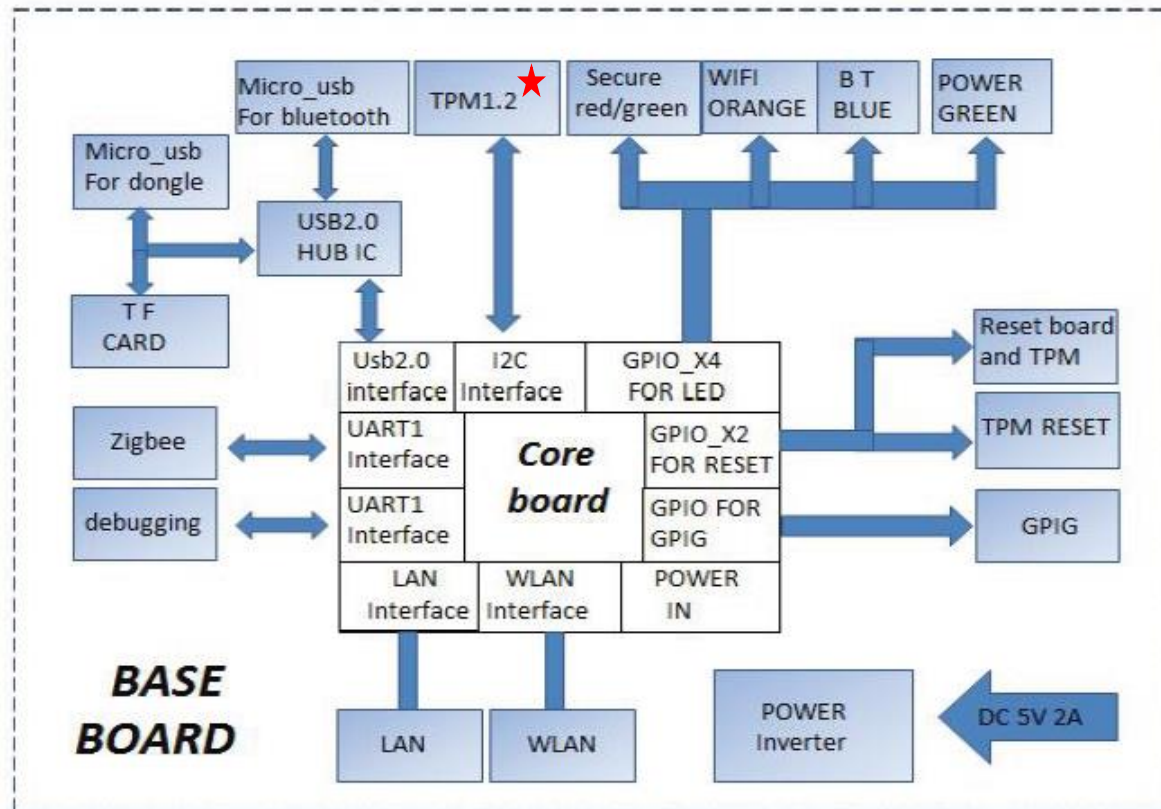 Micro_usb
For bluetooth
TPM1.2
Secure
red/green
WIFI
ORANGE
B T
BLUE
POWER
GREEN
Micro_usb
For dongle
USB2.0
HUB IC
T F
CARD
Usb2.0
interface
I2C
Interface
GPIO_X4
FOR LED
Reset board
and TPM
Zigbee
UART1
Interface
Core
board
GPIO_X2
FOR RESET
TPM RESET
debugging
UART1
Interface
GPIO FOR
GPIG
GPIG
LAN
Interface
WLAN
Interface
POWER
IN
BASE
BOARD
LAN
WLAN
POWER
Inverter
DC 5V 2A